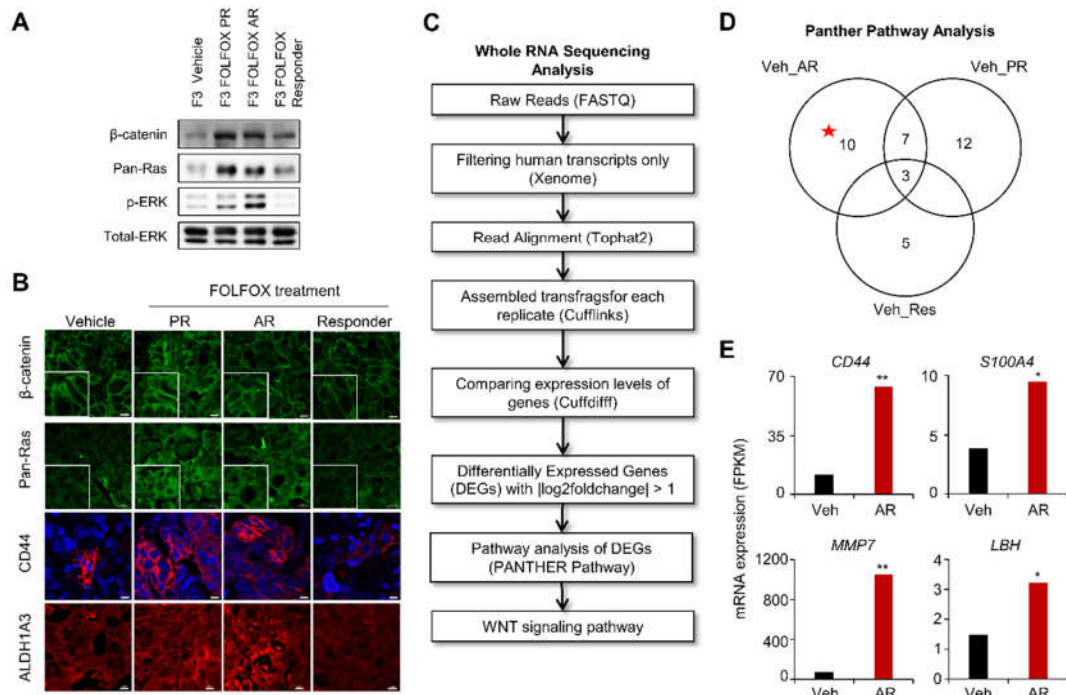 A
F3 Vehicle
F3 FOLFOX PR
F3 FOLFOX AR
F3 FOLFOX
Responder
β-catenin
Pan-Ras
p-ERK
Total-ERK
B
FOLFOX treatment
Vehicle
PR
AR
Responder
β-catenin
Pan-Ras
CD44
ALDH1A3
C
Whole RNA Sequencing
Analysis
Raw Reads (FASTQ)
Filtering human transcripts only
(Xenome)
Read Alignment (Tophat2)
Assembled transfragsfor each
replicate (Cufflinks)
Comparing expression levels of
genes (Cuffdifff)
Differentially Expressed Genes
(DEGs) with |log2foldchange| > 1
Pathway analysis of DEGs
(PANTHER Pathway)
WNT signaling pathway
D
Panther Pathway Analysis
Veh_AR
Veh_PR
10
7
12
3
5
Veh_Res
E
mRNA expression (FPKM)
CD44
70
35
0
**
Veh
AR
S100A4
10
5
0
*
Veh
AR
MMP7
1200
800
400
0
**
Veh
AR
LBH
4
3
2
1
0
*
Veh
AR